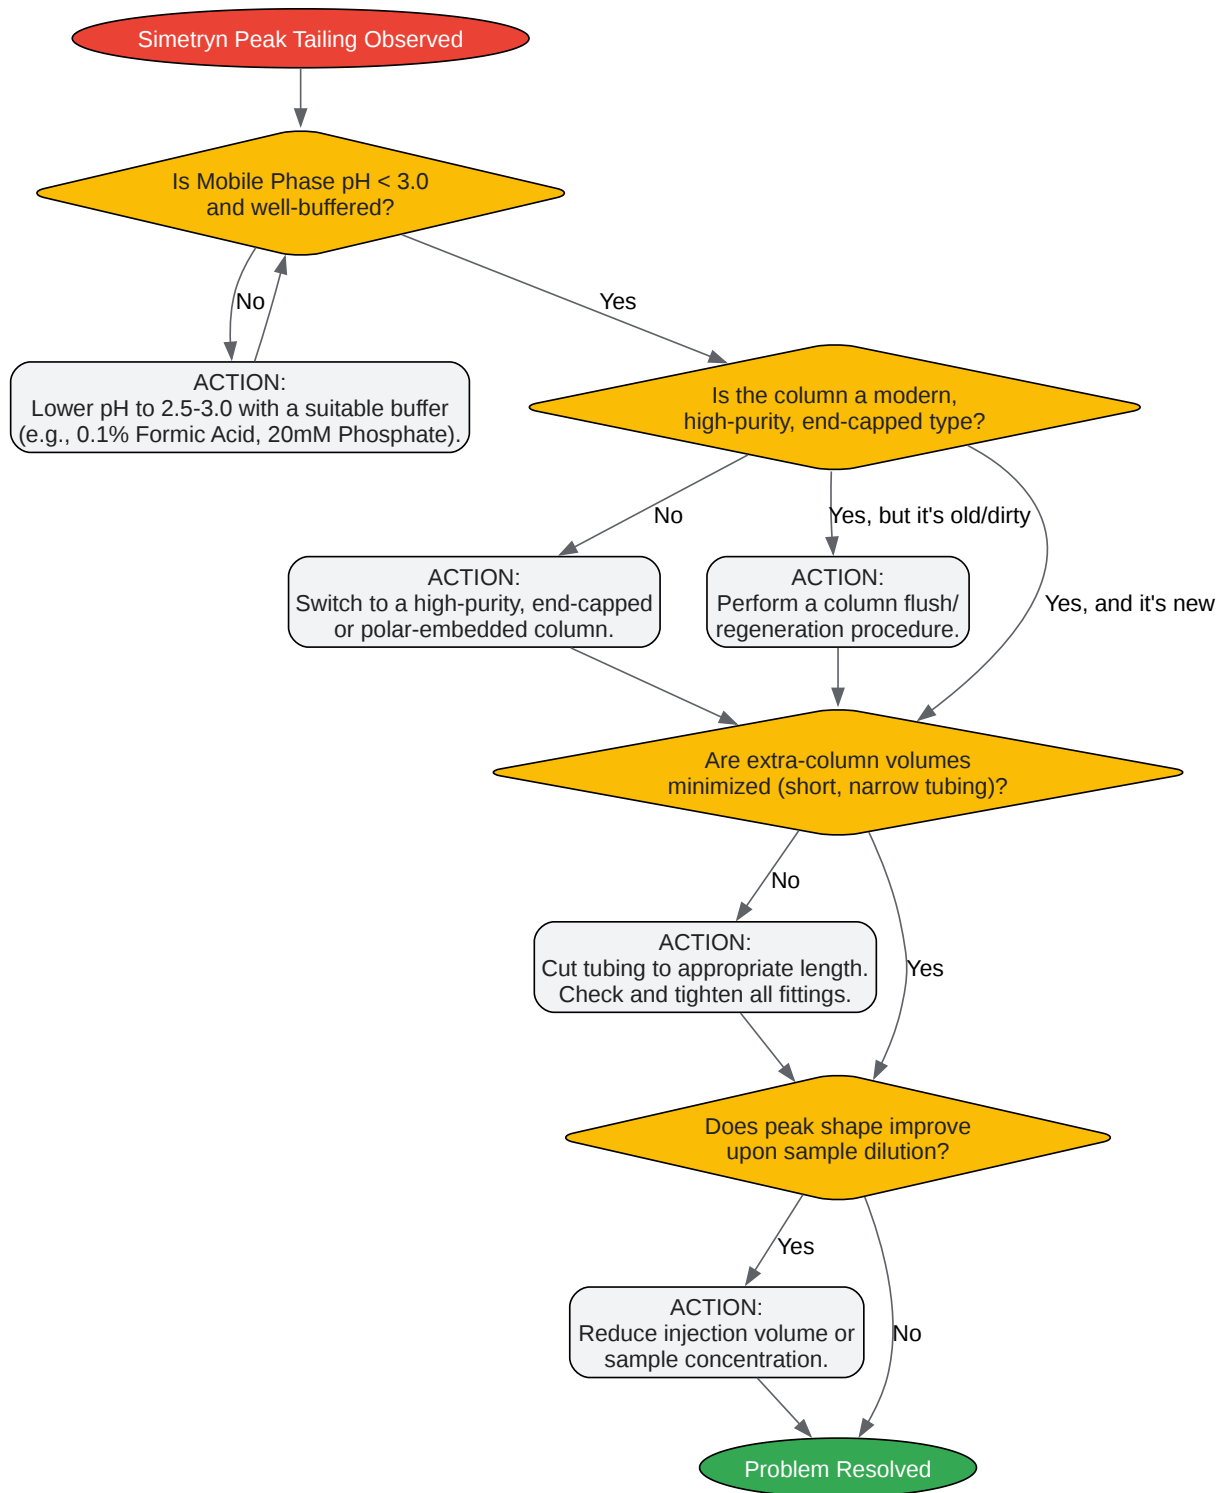 Simetryn Peak Tailing Observed
Is Mobile Phase pH < 3.0
and well-buffered?
No
Yes
ACTION:
Lower pH to 2.5-3.0 with a suitable buffer
(e.g., 0.1% Formic Acid, 20mM Phosphate).
Is the column a modern,
high-purity, end-capped type?
No
Yes, but it's old/dirty
Yes, and it's new
ACTION:
Switch to a high-purity, end-capped
or polar-embedded column.
ACTION:
Perform a column flush/
regeneration procedure.
Are extra-column volumes
minimized (short, narrow tubing)?
No
Yes
ACTION:
Cut tubing to appropriate length.
Check and tighten all fittings.
Does peak shape improve
upon sample dilution?
Yes
No
ACTION:
Reduce injection volume or
sample concentration.
Problem Resolved